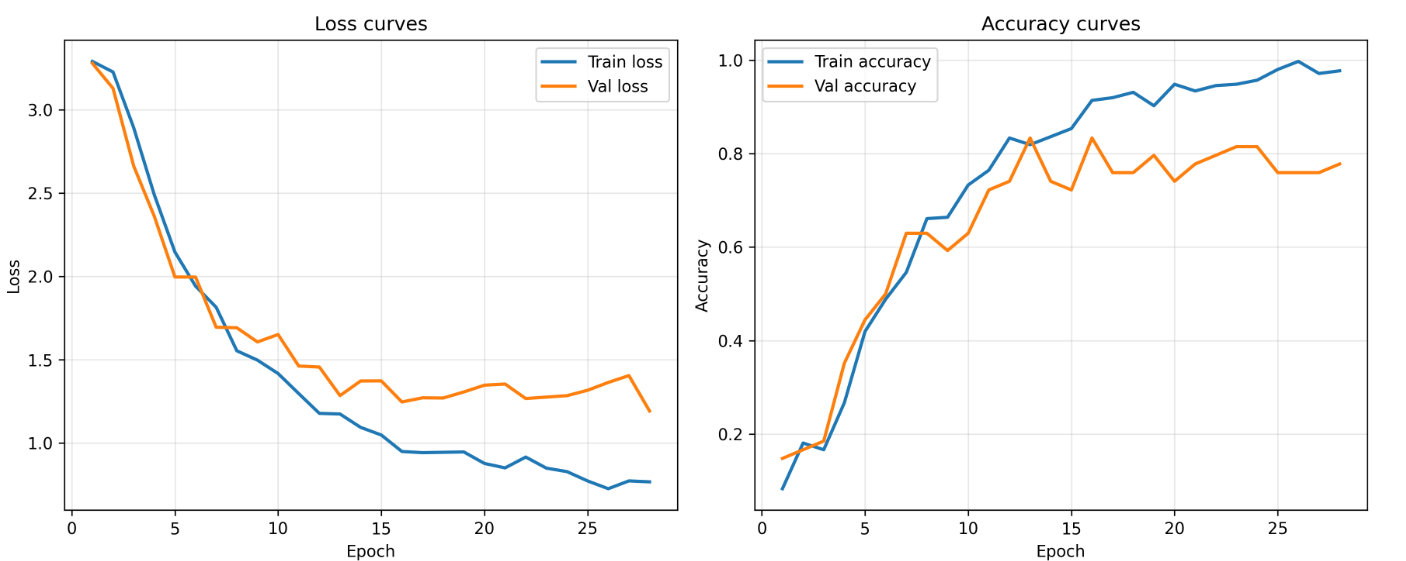 Loss curves
Train loss
Val loss
3.0
2.5
2.0
1.5
1.0
Loss
0 5 10 15 20 25
Epoch
Accuracy curves
Train accuracy
Val accuracy
1.0
0.8
0.6
0.4
0.2
Accuracy
0 5 10 15 20 25
Epoch